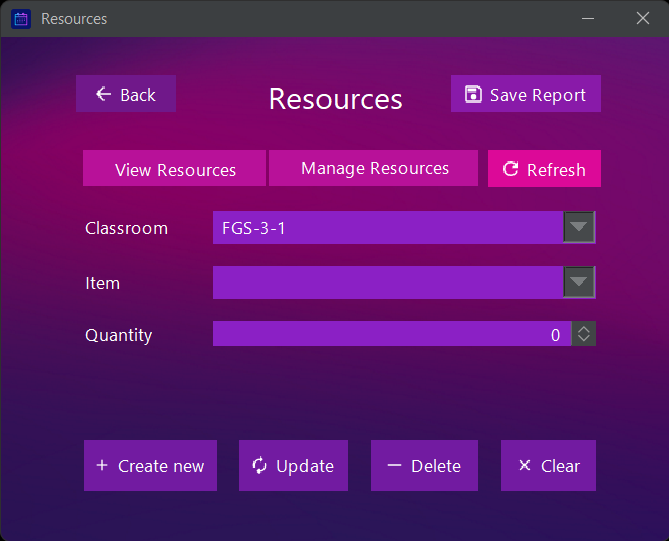 Resources
Back
Resources
Save Report
View Resources
Manage Resources
Refresh
Classroom
FGS-3-1
Item
Quantity
0
Create new
Update
Delete
Clear